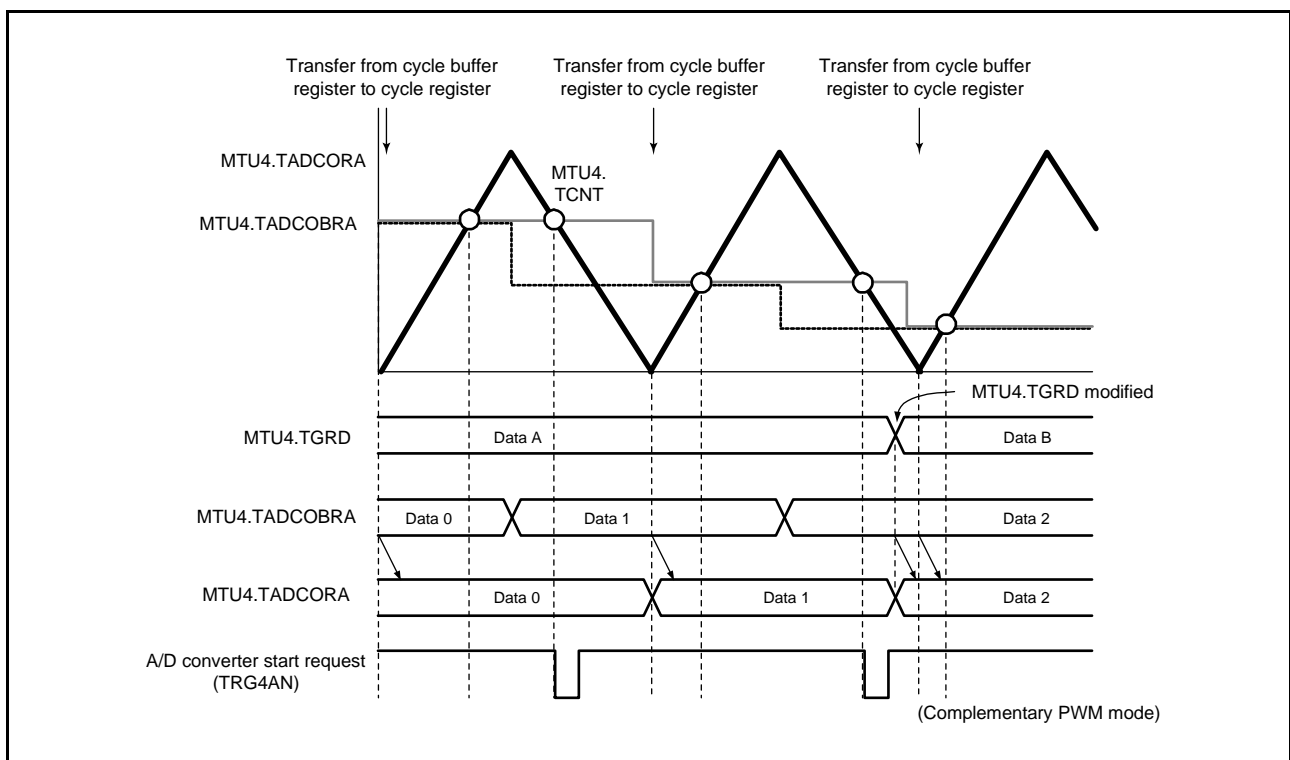 Transfer from cycle buffer
register to cycle register
Transfer from cycle buffer
register to cycle register
Transfer from cycle buffer
register to cycle register
MTU4.TADCORA
MTU4.
TCNT
MTU4.TADCOBRA
MTU4.TGRD modified
MTU4.TGRD
Data A
Data B
MTU4.TADCOBRA
Data 0
Data 1
Data 2
MTU4.TADCORA
Data 0
Data 1
Data 2
A/D converter start request
(TRG4AN)
(Complementary PWM mode)